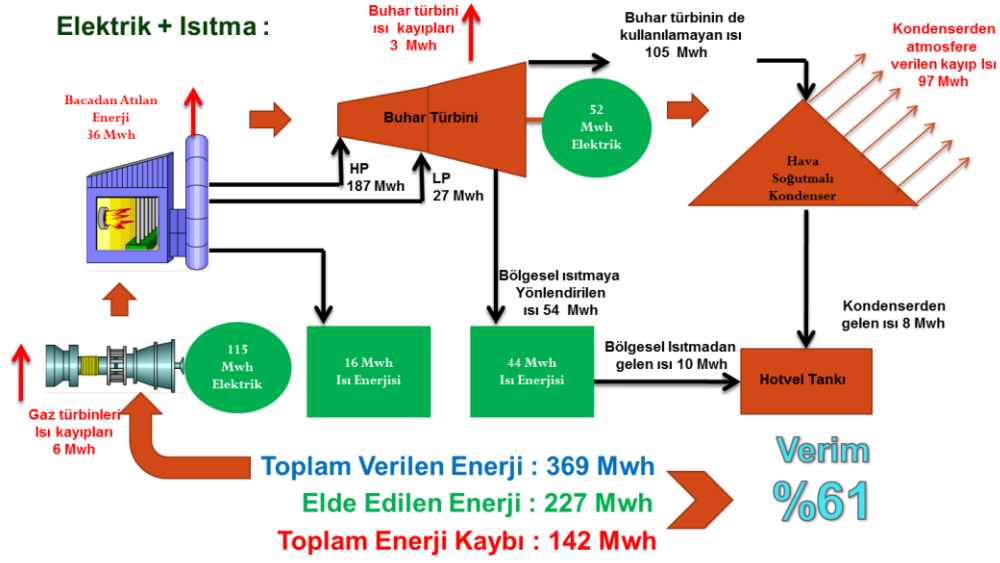 Elektrik + Isıtma :
Buhar türbini
ısı kayıpları
3 Mwh
Buhar türbinin de
kullanılamayan ısı
105 Mwh
Kondenserden
atmosfere
verilen kayıp Isı
97 Mwh
Bacadan Atılan
Enerji
36 Mwh
Buhar Türbini
52
Mwh
Elektrik
HP
187 Mwh
LP
27 Mwh
Hava
Soğutmalı
Kondenser
Bölgesel ısıtmaya
Yönlendirilen
ısı 54 Mwh
Kondenserden
gelen ısı 8 Mwh
115
Mwh
Elektrik
16 Mwh
Isı Enerjisi
44 Mwh
Isı Enerjisi
Bölgesel Isıtmadan
gelen ısı 10 Mwh
Hotvel Tankı
Gaz türbinleri
Isı kayıpları
6 Mwh
Toplam Verilen Enerji : 369 Mwh
Elde Edilen Enerji : 227 Mwh
Toplam Enerji Kaybı : 142 Mwh
Verim
%61